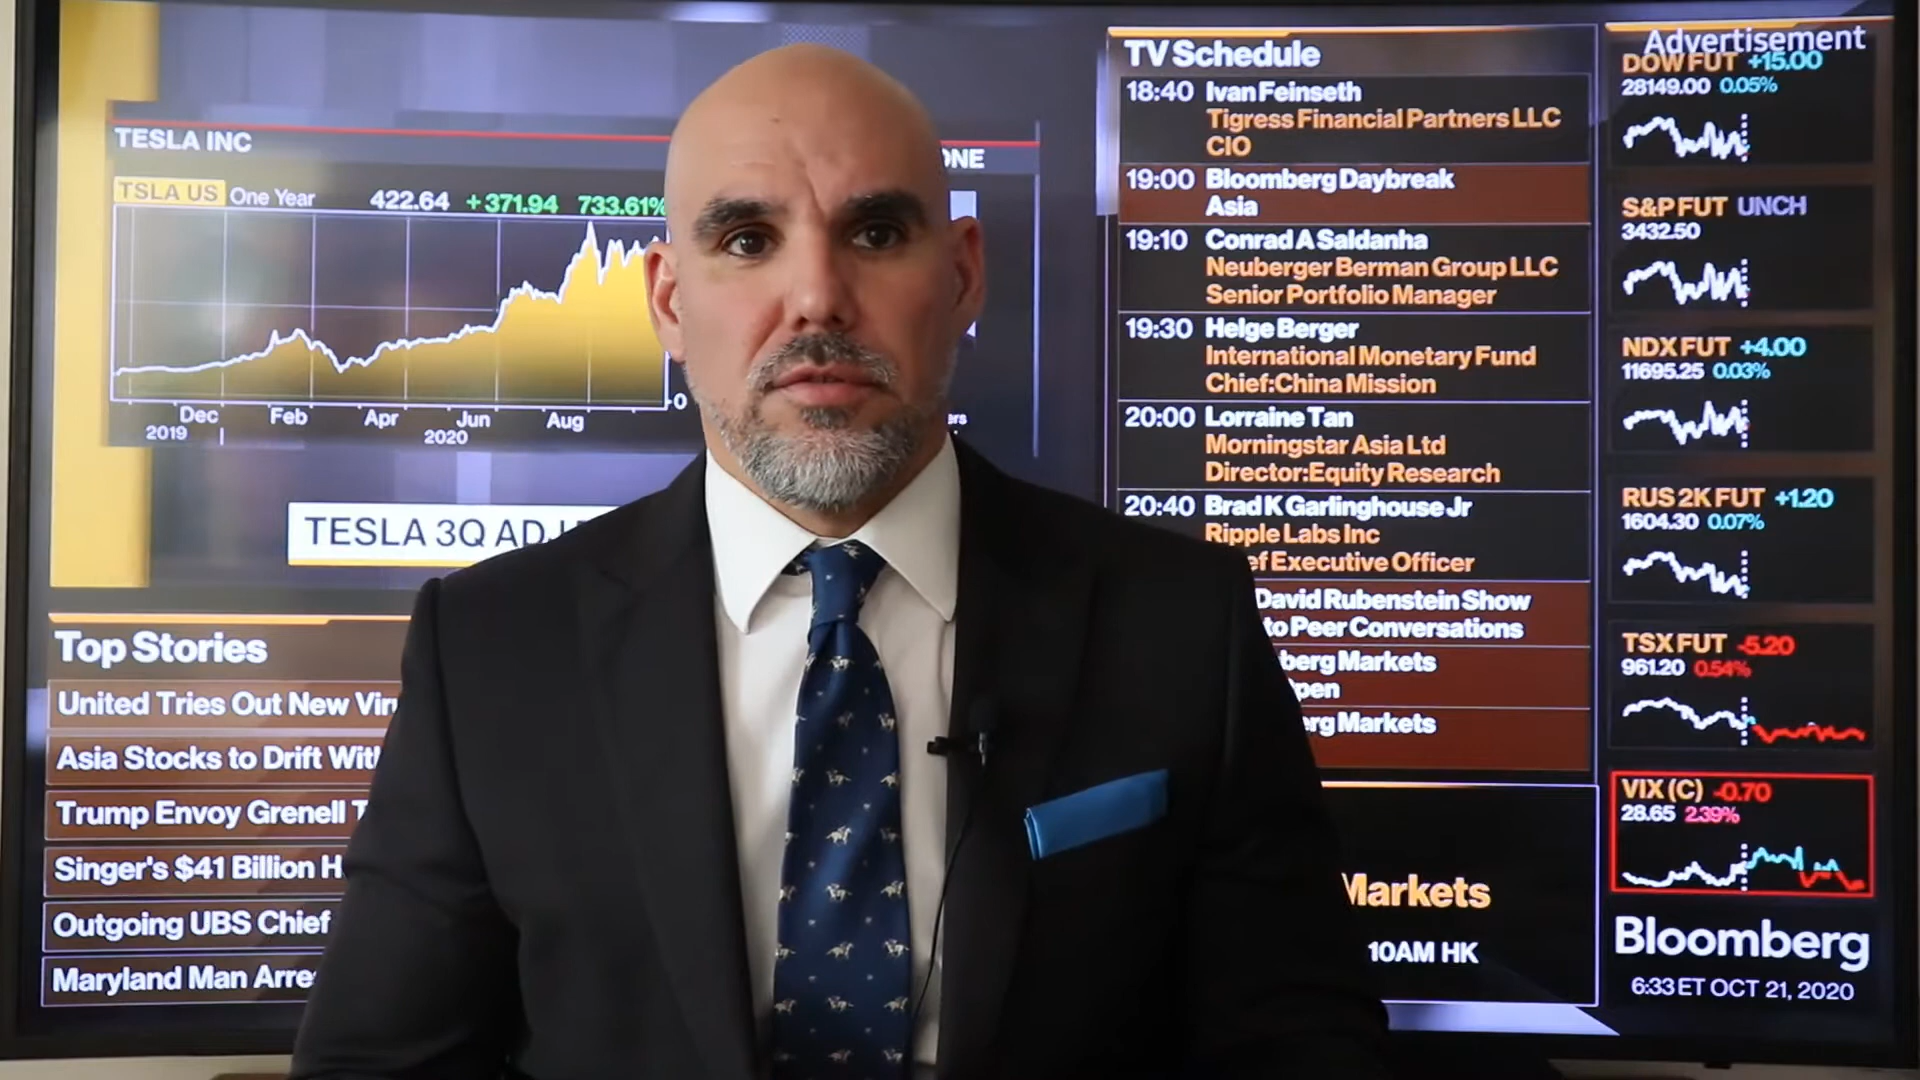 Advertisement
TESLA INC
TSLA US One Year 422.64 +371.94 733.61%
0
Dec Feb Apr Jun Aug
2019 2020
TESLA 3Q
Top Stories
United Tries Out New
Asia Stocks to Drift
Trump Envoy Grenell
Singer's $41 Billion
Outgoing UBS Chief
Maryland Man
TV Schedule
18:40 Ivan Feinseth
Tigress Financial Partners LLC
CIO
19:00 Bloomberg Daybreak
Asia
19:10 Conrad A Saldanha
Neuberger Berman Group LLC
Senior Portfolio Manager
19:30 Helge Berger
International Monetary Fund
Chief:China Mission
20:00 Lorraine Tan
Morningstar Asia Ltd
Director:Equity Research
20:40 Brad K Garlinghouse Jr
Ripple Labs Inc
Executive Officer
David Rubenstein Show
to Peer Conversations
Markets
Markets
Markets
10AM HK
DOW FUT +15.00
28149.00 0.05%
S&P FUT UNCH
3432.50
NDX FUT +4.00
11695.25 0.03%
RUS 2K FUT +1.20
1604.30 0.07%
TSX FUT -5.20
961.20 0.54%
VIX (C) -0.70
28.65 2.39%
Bloomberg
6:33 ET OCT 21, 2020